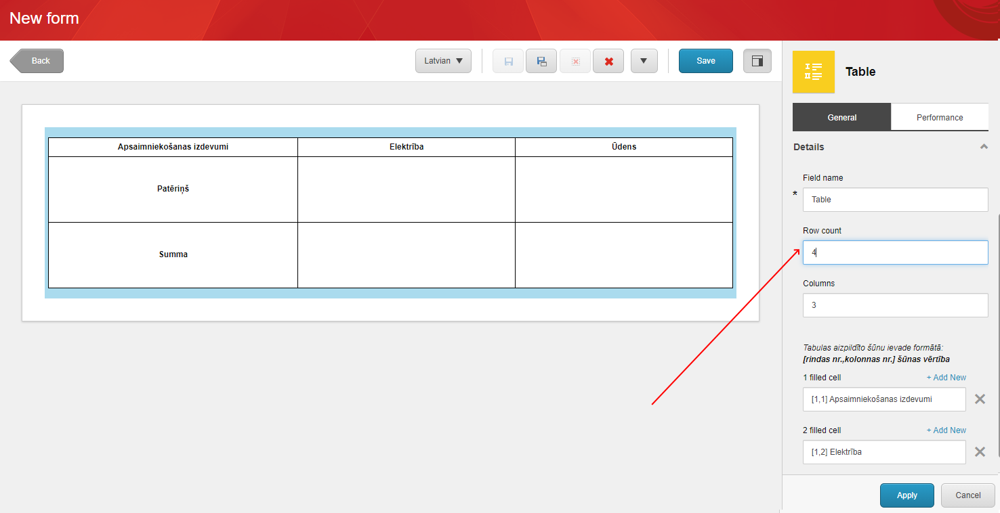 New form
Back
Latvian
Save
Table
General
Performance
Details
Apsaimniekošanas izdevumi
Elektrība
Ūdens
Patēriņš
Summa
Field name
*
Table
Row count
4
Columns
3
Tabulas aizpildīto šūnu ievade formātā:
[rindas nr.,kolonnas nr.] šūnas vērtība
1 filled cell
+ Add New
[1,1] Apsaimniekošanas izdevumi
2 filled cell
+ Add New
[1,2] Elektrība
Apply
Cancel